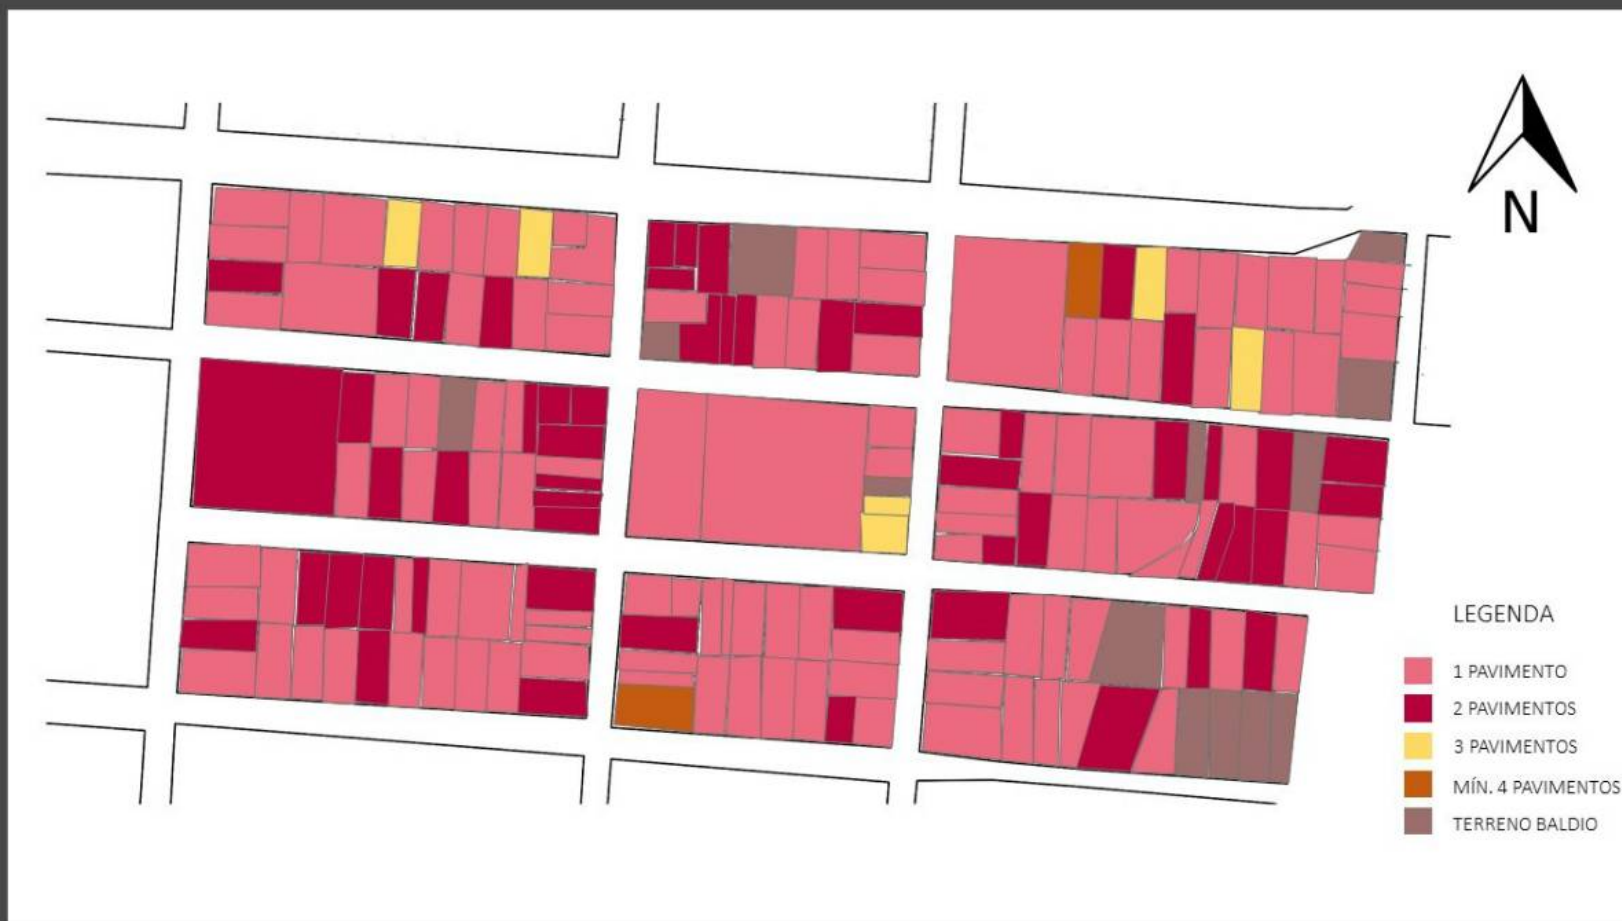 N
LEGENDA
1 PAVIMENTO
2 PAVIMENTOS
3 PAVIMENTOS
MÍN. 4 PAVIMENTOS
TERRENO BALDIO